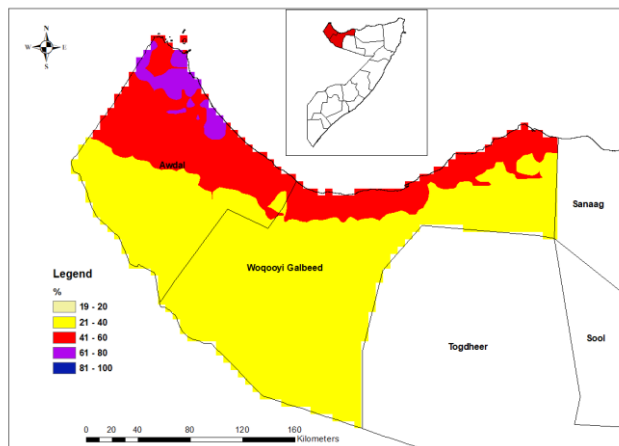 N
W E
S
Awdal
Sanaag
Woqooyi Galbeed
Legend
%
19 - 20
21 - 40
41 - 60
61 - 80
81 - 100
Togdheer
Sool
0 10 20 40 80 120 160
Kilometers